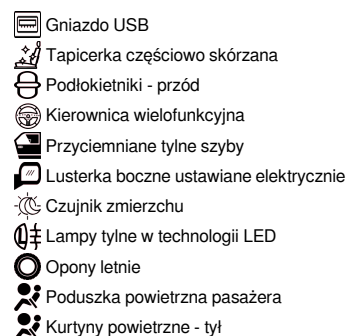 Gniazdo USB
Tapicerka częściowo skórzana
Podłokietniki - przód
Kierownica wielofunkcyjna
Przyciemniane tylne szyby
Lusterka boczne ustawiane elektrycznie
Czujnik zmierzchu
Lampy tylne w technologii LED
Opony letnie
Poduszka powietrzna pasażera
Kurtyny powietrzne - tył